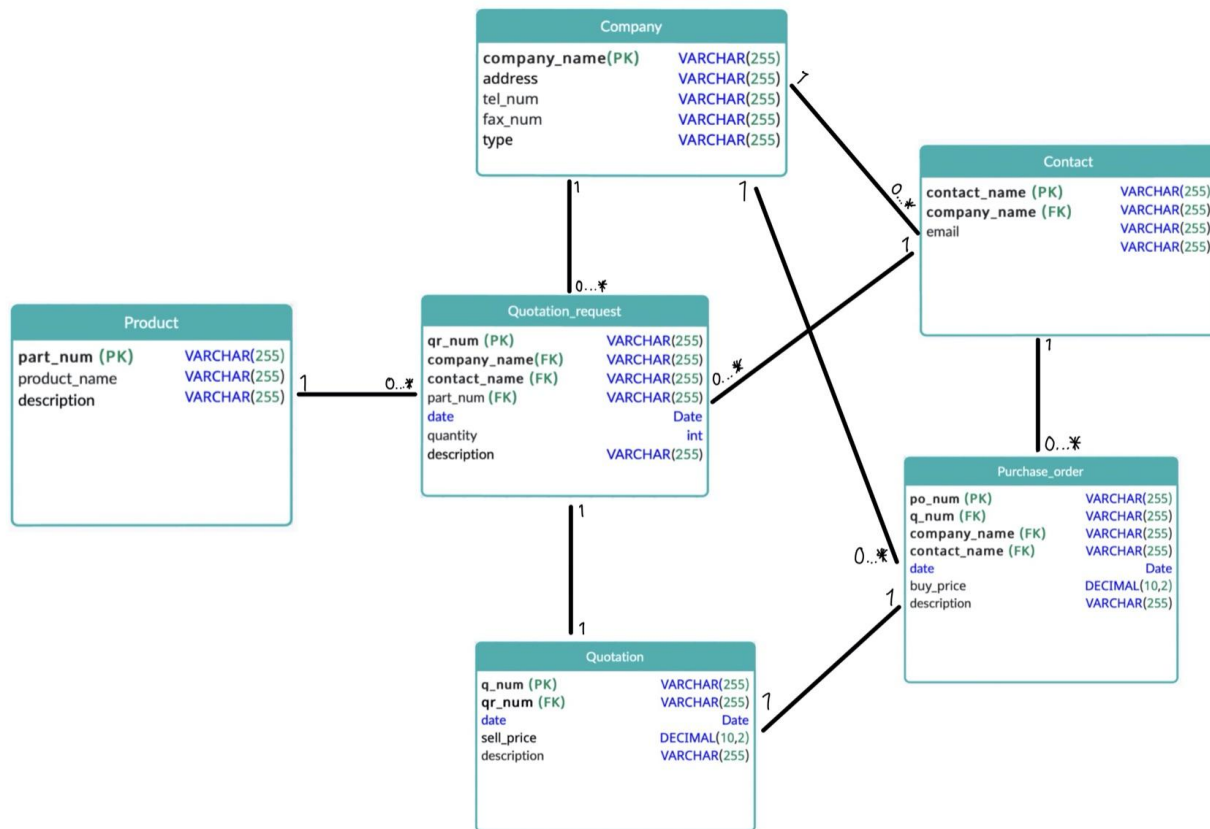 Company
company_name(PK) VARCHAR(255)
address VARCHAR(255)
tel_num VARCHAR(255)
fax_num VARCHAR(255)
type VARCHAR(255)
1
0...*
1
0...*
1
0...*
Contact
contact_name (PK) VARCHAR(255)
company_name (FK) VARCHAR(255)
email VARCHAR(255)
VARCHAR(255)
1
0...*
1
0...*
Product
part_num (PK) VARCHAR(255)
product_name VARCHAR(255)
description VARCHAR(255)
1
0...*
Quotation_request
qr_num (PK) VARCHAR(255)
company_name(FK) VARCHAR(255)
contact_name (FK) VARCHAR(255)
part_num (FK) VARCHAR(255)
date Date
quantity int
description VARCHAR(255)
1
1
Purchase_order
po_num (PK) VARCHAR(255)
q_num (FK) VARCHAR(255)
company_name (FK) VARCHAR(255)
contact_name (FK) VARCHAR(255)
date Date
buy_price DECIMAL(10,2)
description VARCHAR(255)
1
1
Quotation
q_num (PK) VARCHAR(255)
qr_num (FK) VARCHAR(255)
date Date
sell_price DECIMAL(10,2)
description VARCHAR(255)